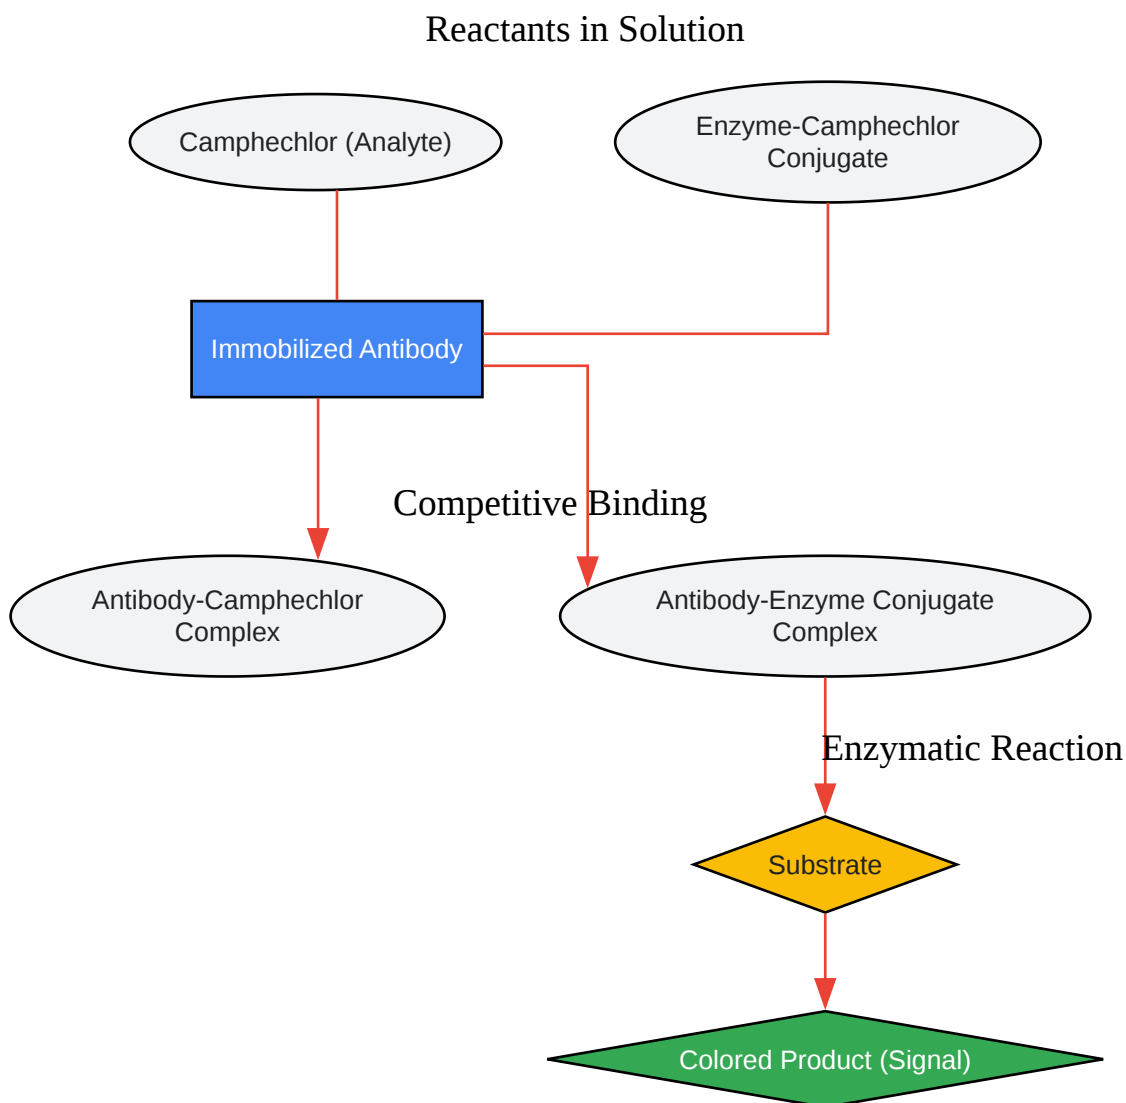 Reactants in Solution
Camphechlor (Analyte)
Enzyme-Camphechlor
Conjugate
Immobilized Antibody
Competitive Binding
Antibody-Camphechlor
Complex
Antibody-Enzyme Conjugate
Complex
Enzymatic Reaction
Substrate
Colored Product (Signal)